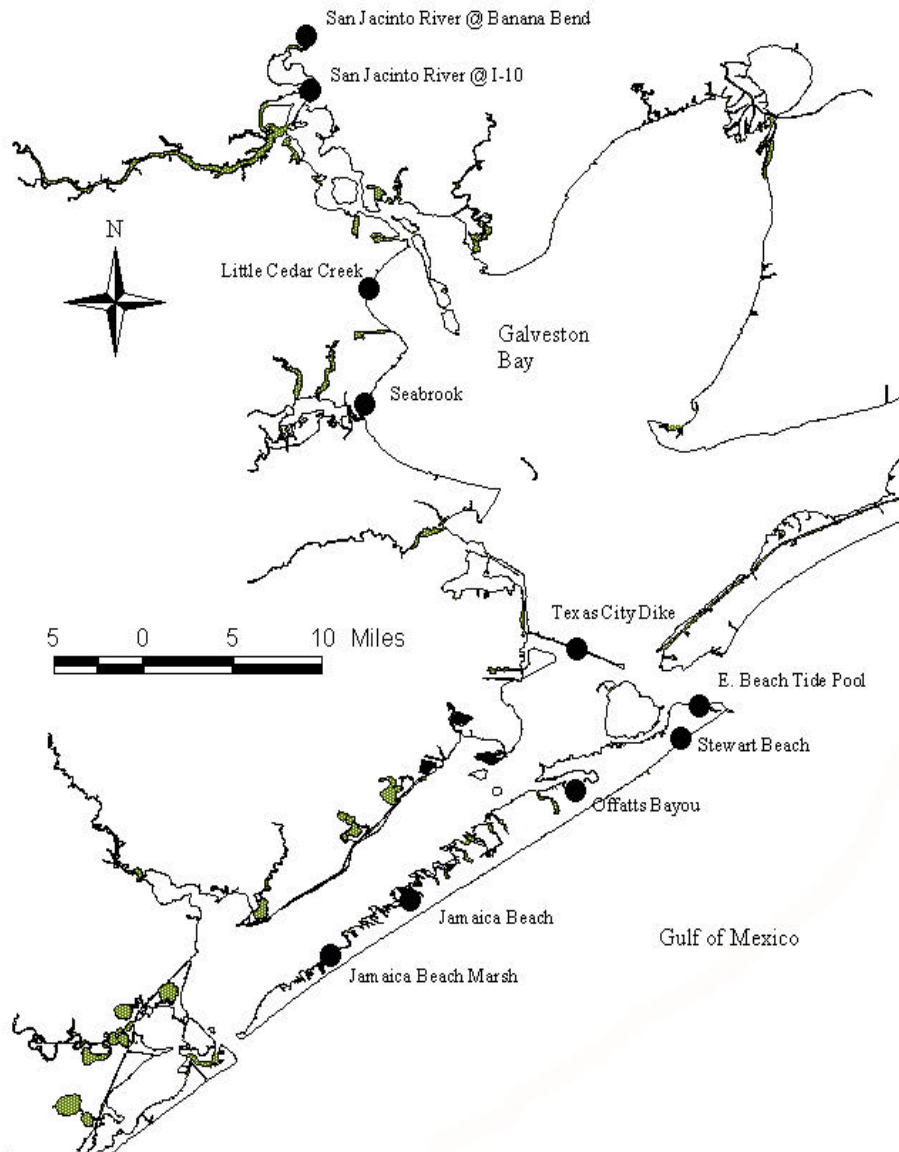 San Jacinto River @ Banana Bend
San Jacinto River @ I-10
N
Little Cedar Creek
Galveston
Bay
Seabrook
Texas City Dike
5 0 5 10 Miles
E. Beach Tide Pool
Stewart Beach
Offatts Bayou
Jamaica Beach
Gulf of Mexico
Jamaica Beach Marsh